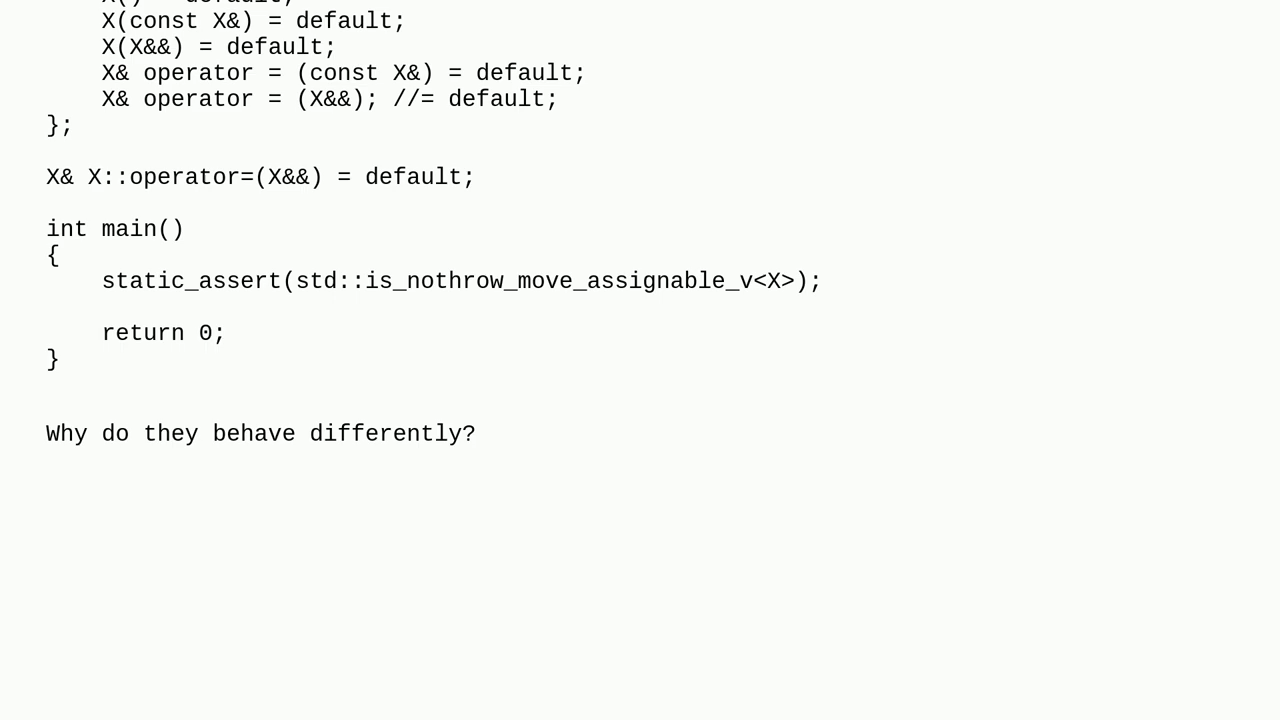 X() = default;
X(const X&) = default;
X(X&&) = default;
X& operator = (const X&) = default;
X& operator = (X&&); //= default;
};
X& X::operator=(X&&) = default;
int main()
{
static_assert(std::is_nothrow_move_assignable_v<X>);
return 0;
}
Why do they behave differently?